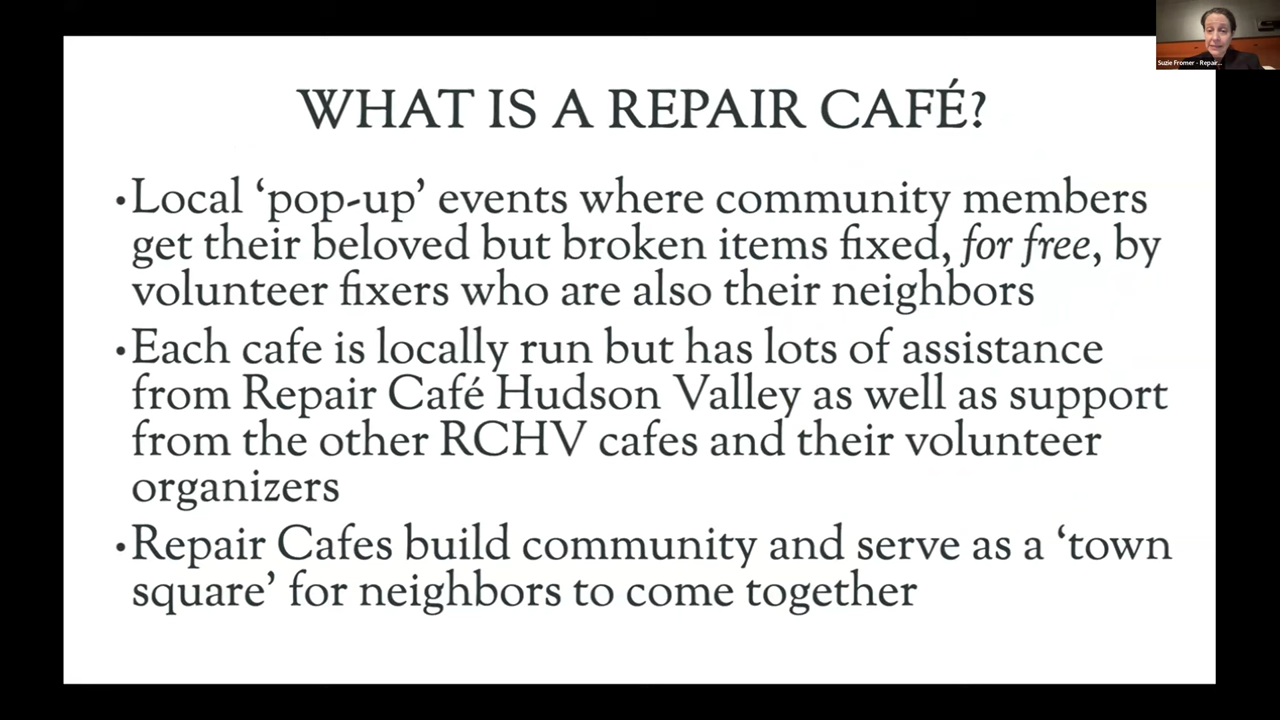 Suzie Fromer - Repair...
WHAT IS A REPAIR CAFÉ?
•Local ‘pop-up’ events where community members
get their beloved but broken items fixed, for free, by
volunteer fixers who are also their neighbors
•Each cafe is locally run but has lots of assistance
from Repair Café Hudson Valley as well as support
from the other RCHV cafes and their volunteer
organizers
•Repair Cafes build community and serve as a ‘town
square’ for neighbors to come together